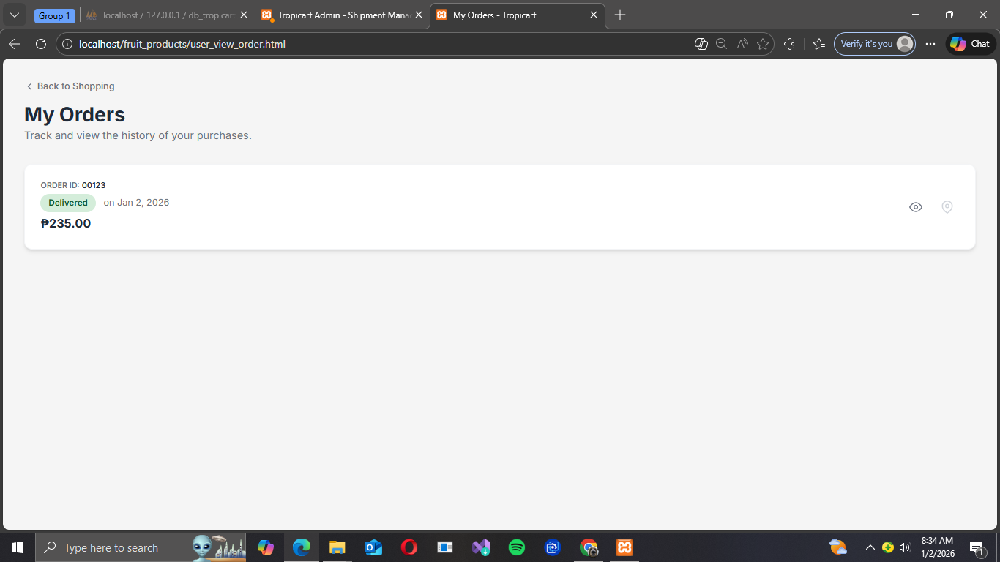 Group 1
localhost / 127.0.0.1 / db_tropicart
Tropicart Admin - Shipment Mana
My Orders - Tropicart
localhost/fruit_products/user_view_order.html
Verify it's you
Chat
Back to Shopping
My Orders
Track and view the history of your purchases.
ORDER ID: 00123
Delivered on Jan 2, 2026
₱235.00
Type here to search
8:34 AM
1/2/2026
1